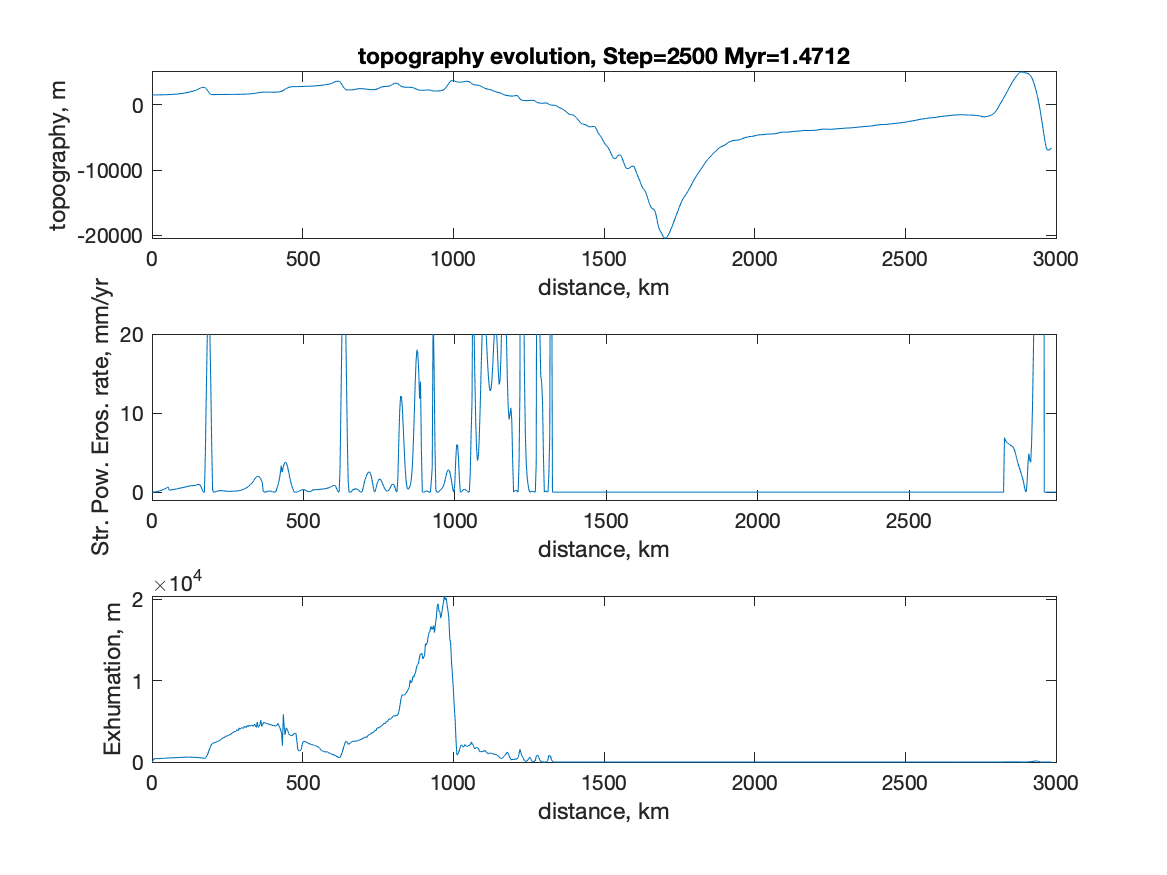 topography evolution, Step=2500 Myr=1.4712
topography, m
0
-10000
-20000
0 500 1000 1500 2000 2500 3000
distance, km
Str. Pow. Eros. rate, mm/yr
20
10
0
0 500 1000 1500 2000 2500
distance, km
×10^4
Exhumation, m
2
1
0
0 500 1000 1500 2000 2500 3000
distance, km